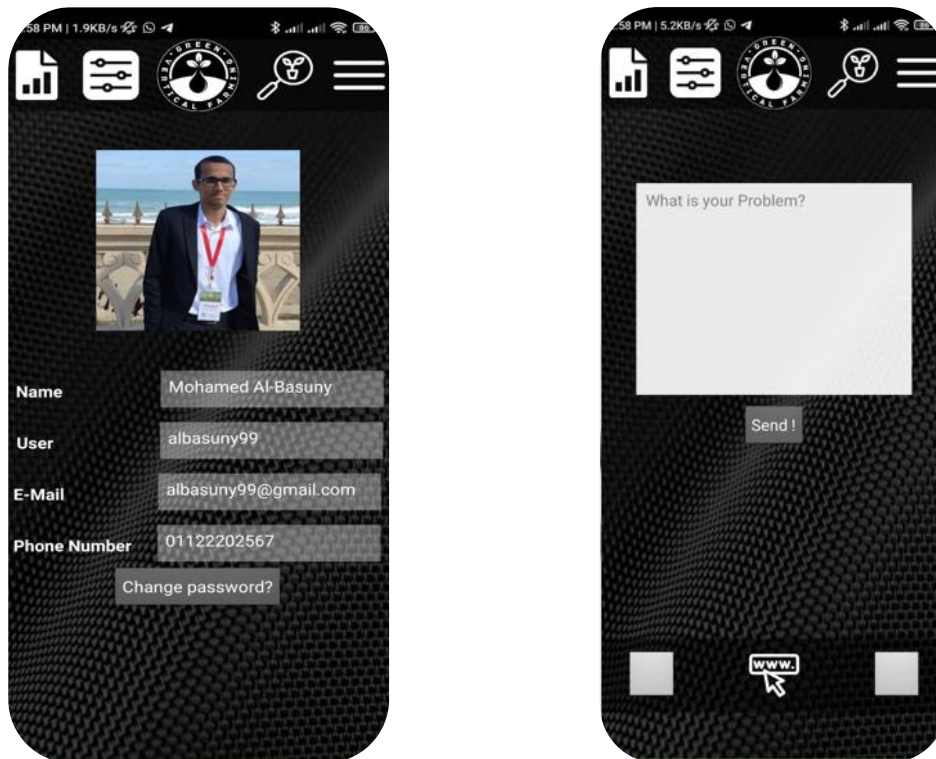 :58 PM | 1.9KB/s
GREEN
VERTICAL FARMING
Name
Mohamed Al-Basuny
User
albasuny99
E-Mail
albasuny99@gmail.com
Phone Number
01122202567
Change password?
:58 PM | 5.2KB/s
GREEN
VERTICAL FARMING
What is your Problem?
Send !
www.